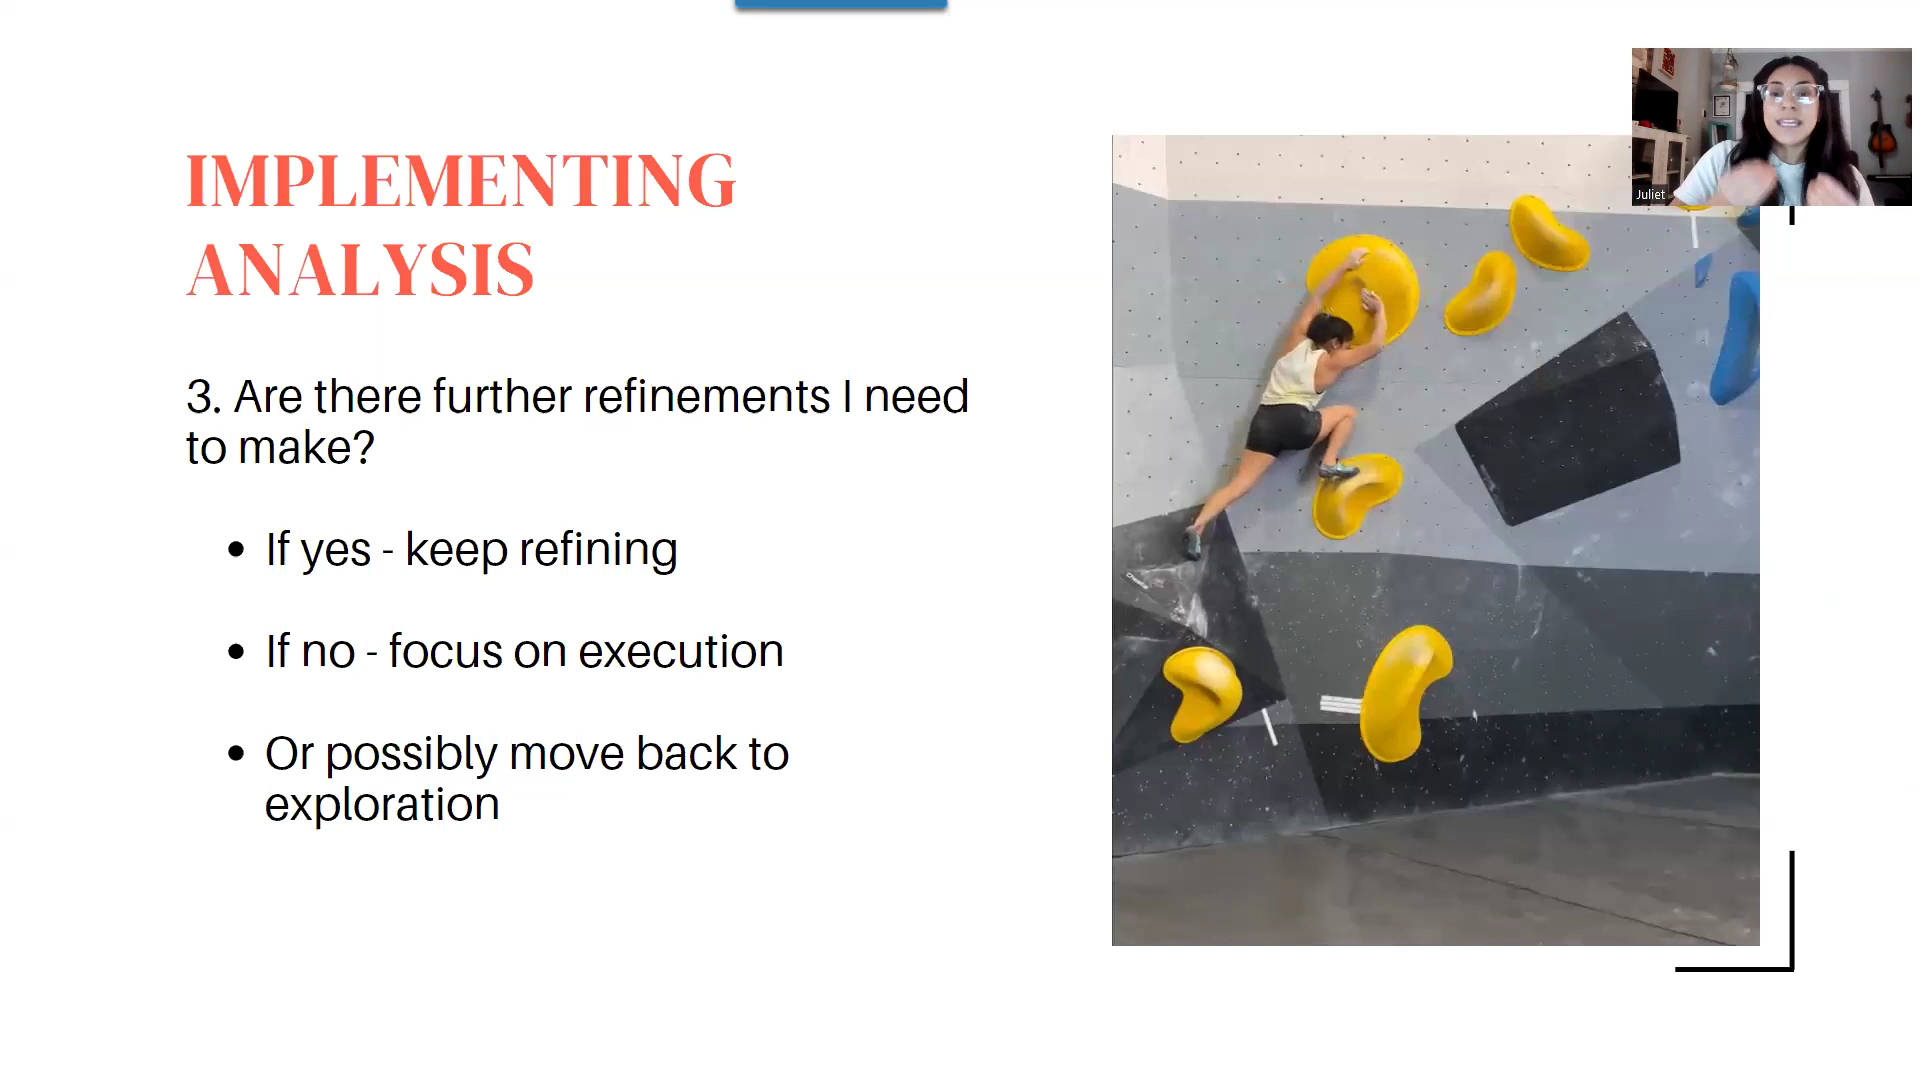 IMPLEMENTING
ANALYSIS
3. Are there further refinements I need
to make?
• If yes - keep refining
• If no - focus on execution
• Or possibly move back to
exploration
Juliet